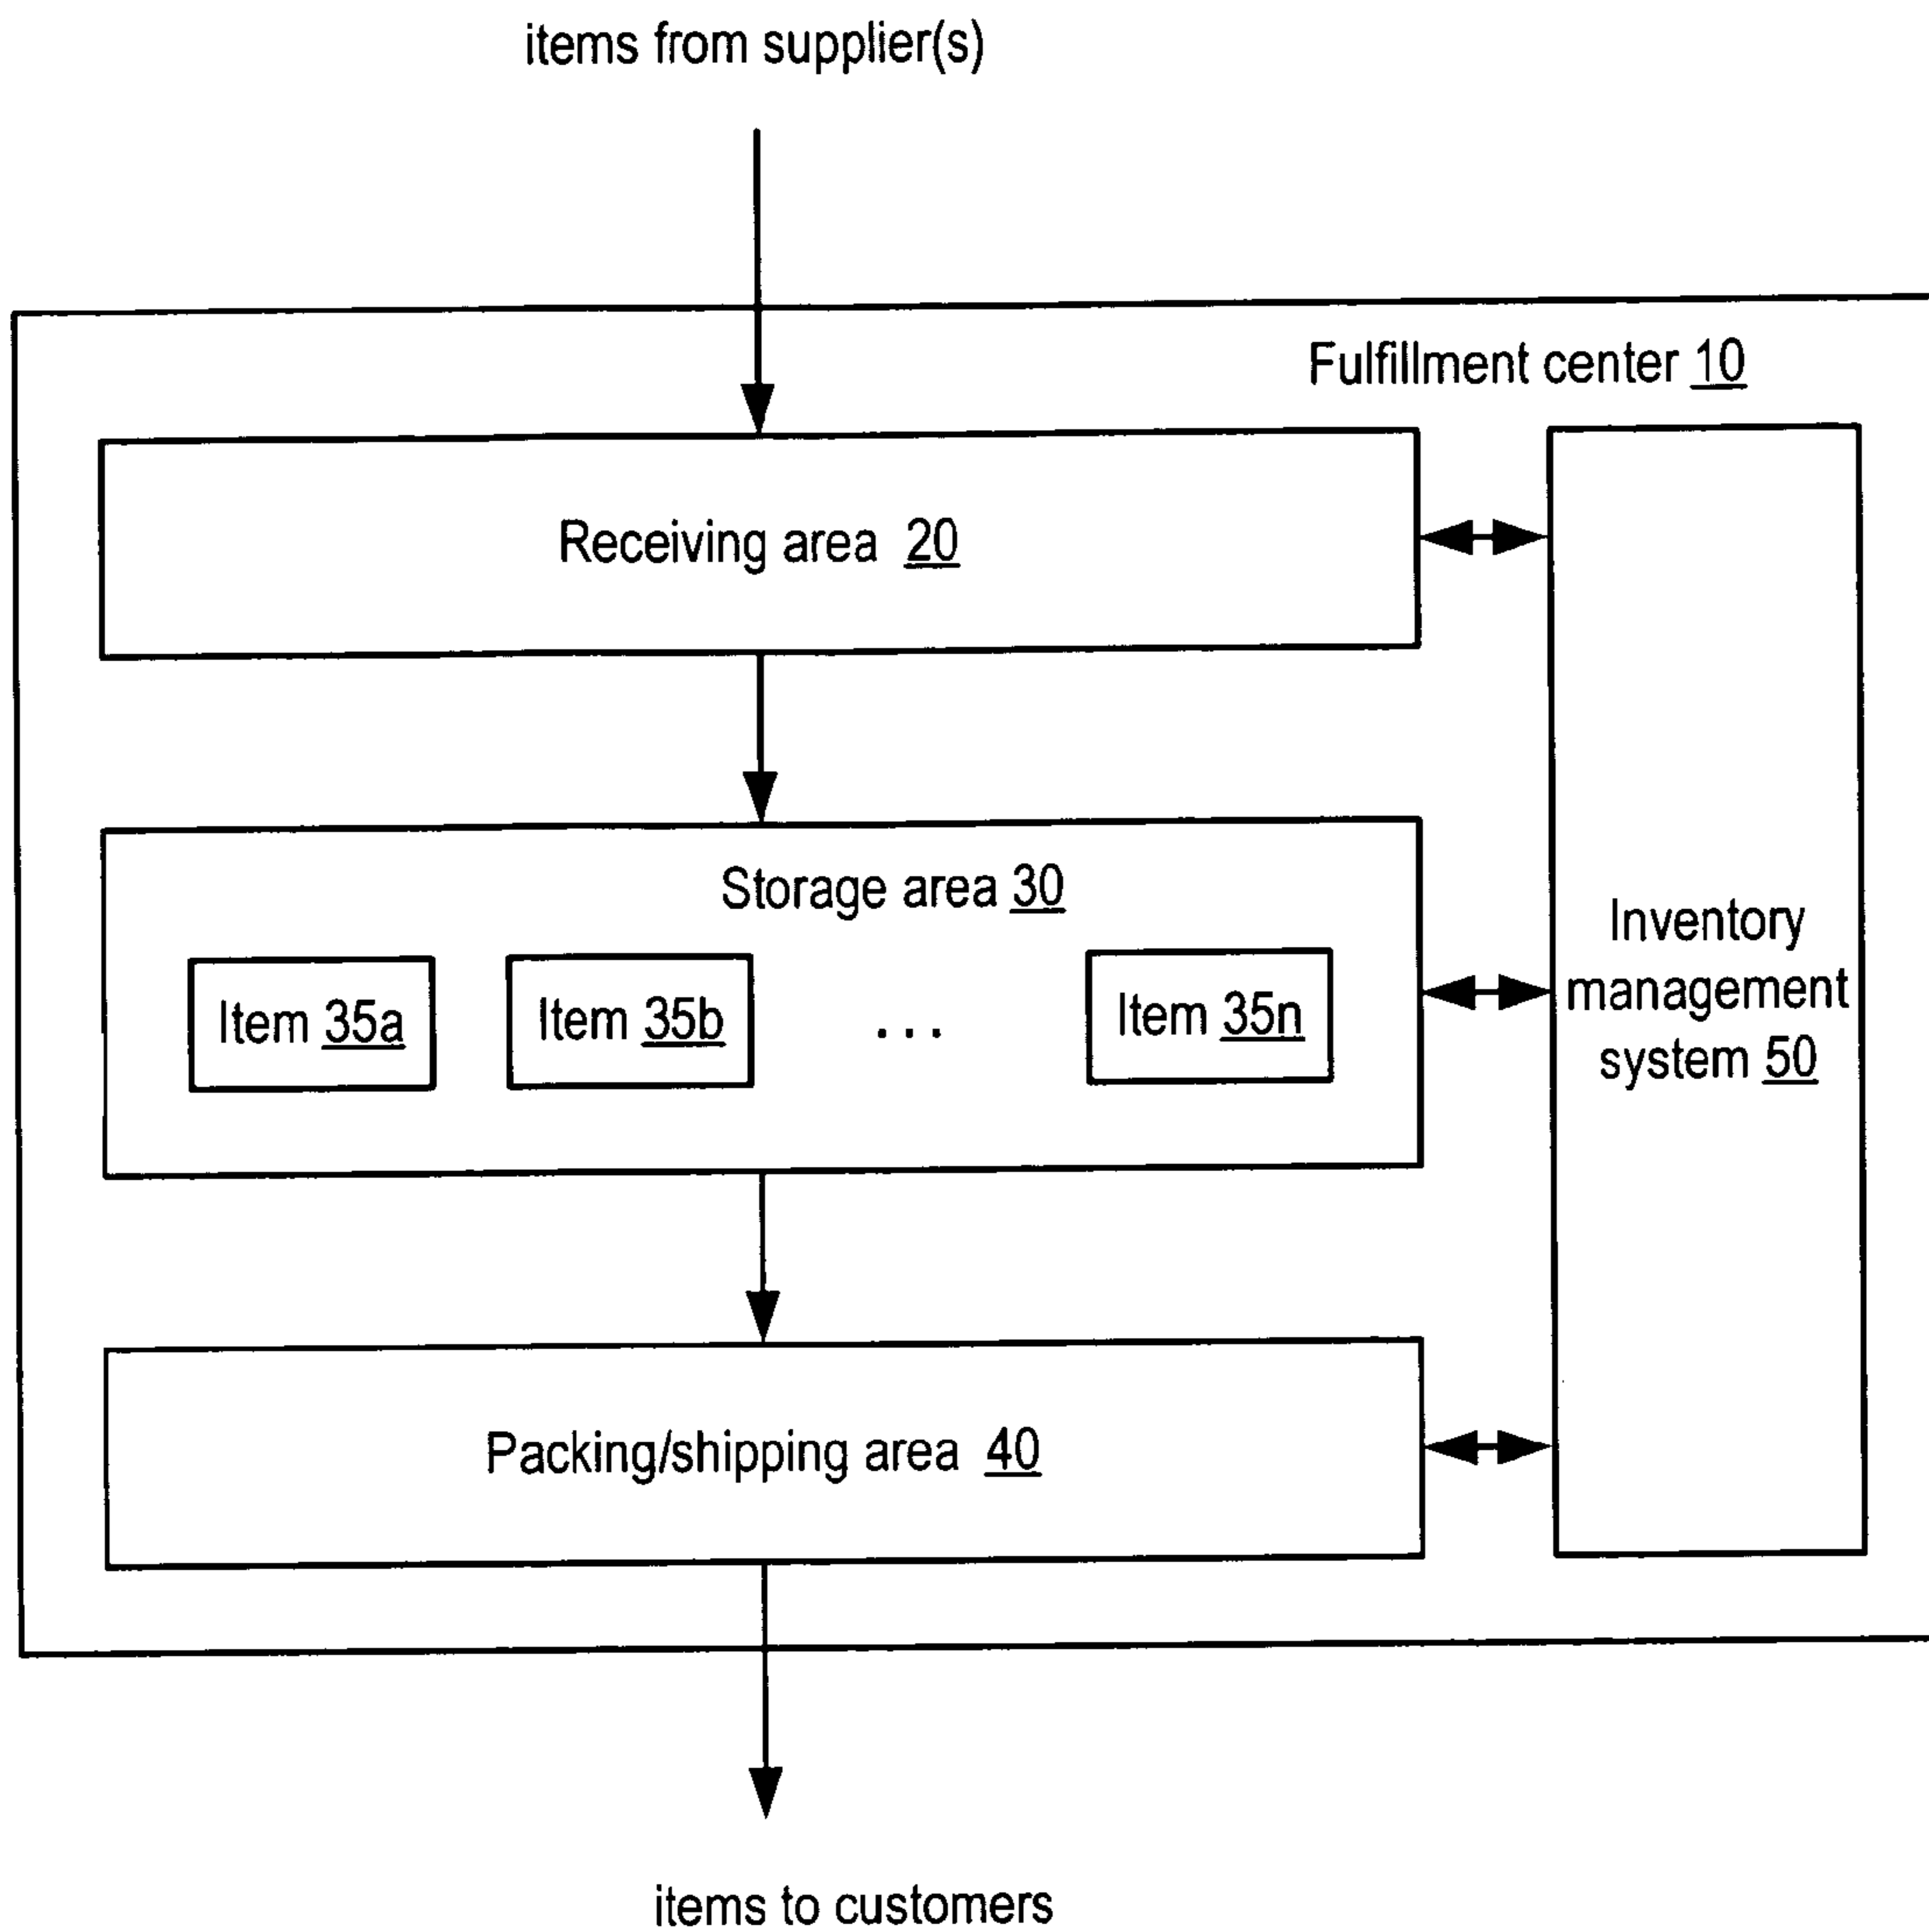 items from supplier(s)
Fulfillment center 10
Receiving area 20
Storage area 30
Item 35a
Item 35b
...
Item 35n
Inventory
management
system 50
Packing/shipping area 40
items to customers